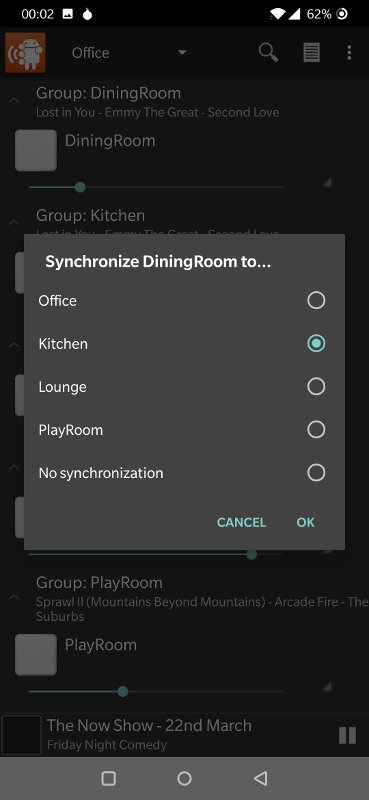 00:02
62%
Office
Group: DiningRoom
Lost in You - Emmy The Great - Second Love
DiningRoom
Group: Kitchen
Lost in You - Emmy The Great - Second Love
Synchronize DiningRoom to...
Office
Kitchen
Lounge
PlayRoom
No synchronization
CANCEL
OK
Group: PlayRoom
Sprawl II (Mountains Beyond Mountains) - Arcade Fire - The
Suburbs
PlayRoom
The Now Show - 22nd March
Friday Night Comedy